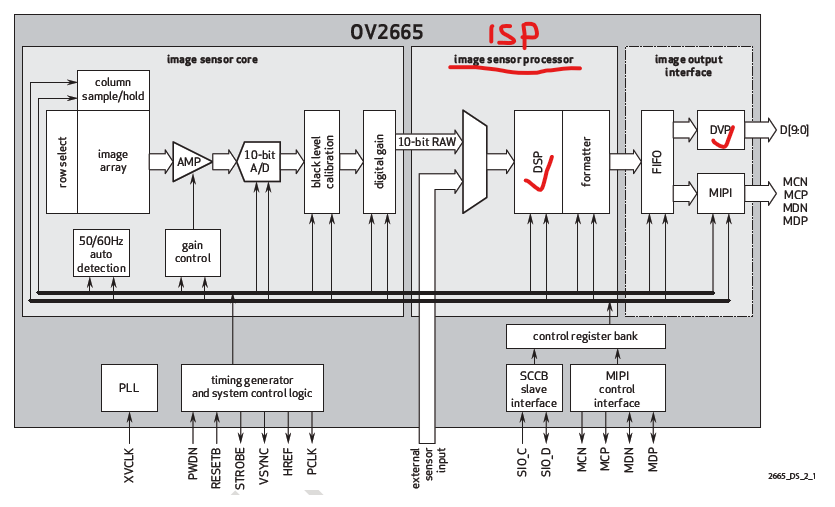 OV2665
ISP
image sensor core
image sensor processor
image output
interface
column
sample/hold
row select
image
array
AMP
10-bit
A/D
black level
calibration
digital gain
10-bit RAW
DSP
formatter
FIFO
DVP
D[9:0]
MIPI
MCN
MCP
MDN
MDP
50/60Hz
auto
detection
gain
control
control register bank
PLL
timing generator
and system control logic
SCCB
slave
interface
MIPI
control
interface
XVCLK
PWDN
RESETB
STROBE
VSYNC
HREF
PCLK
external
sensor
input
SIO_C
SIO_D
MCN
MCP
MDN
MDP
2665_DS_2_1